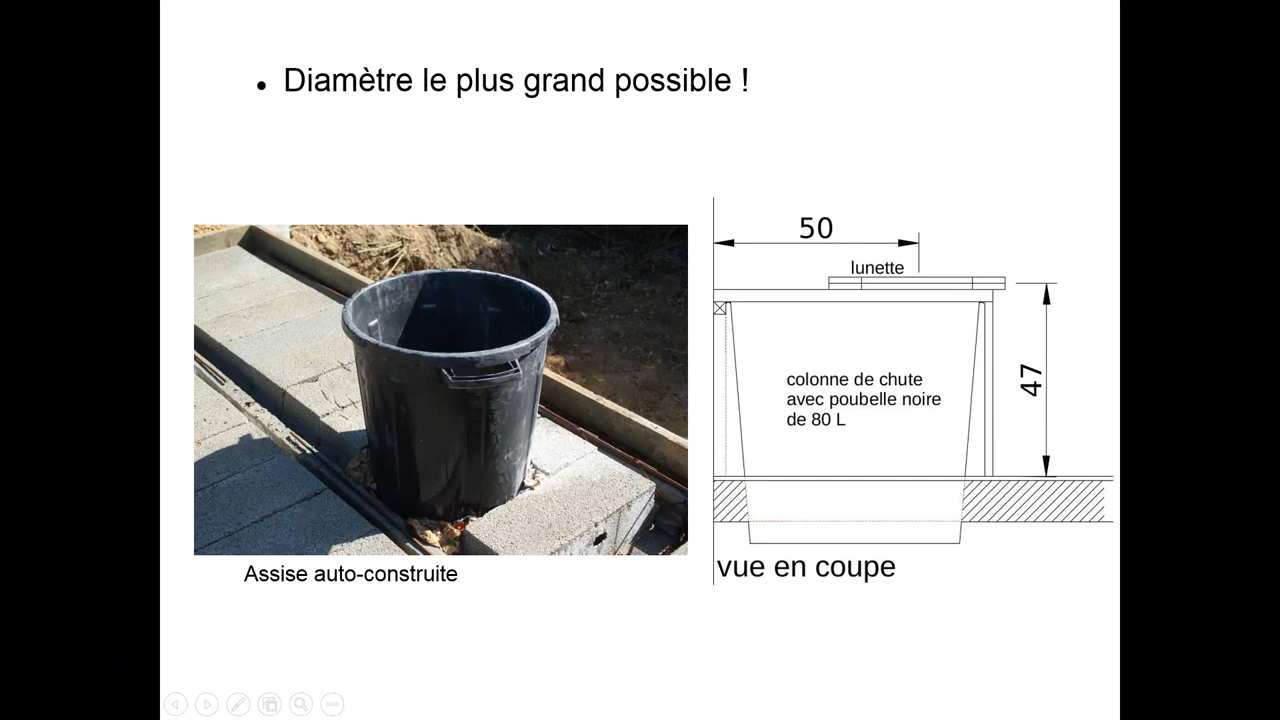 • Diamètre le plus grand possible !
50
lunette
47
colonne de chute
avec poubelle noire
de 80 L
Assise auto-construite
vue en coupe